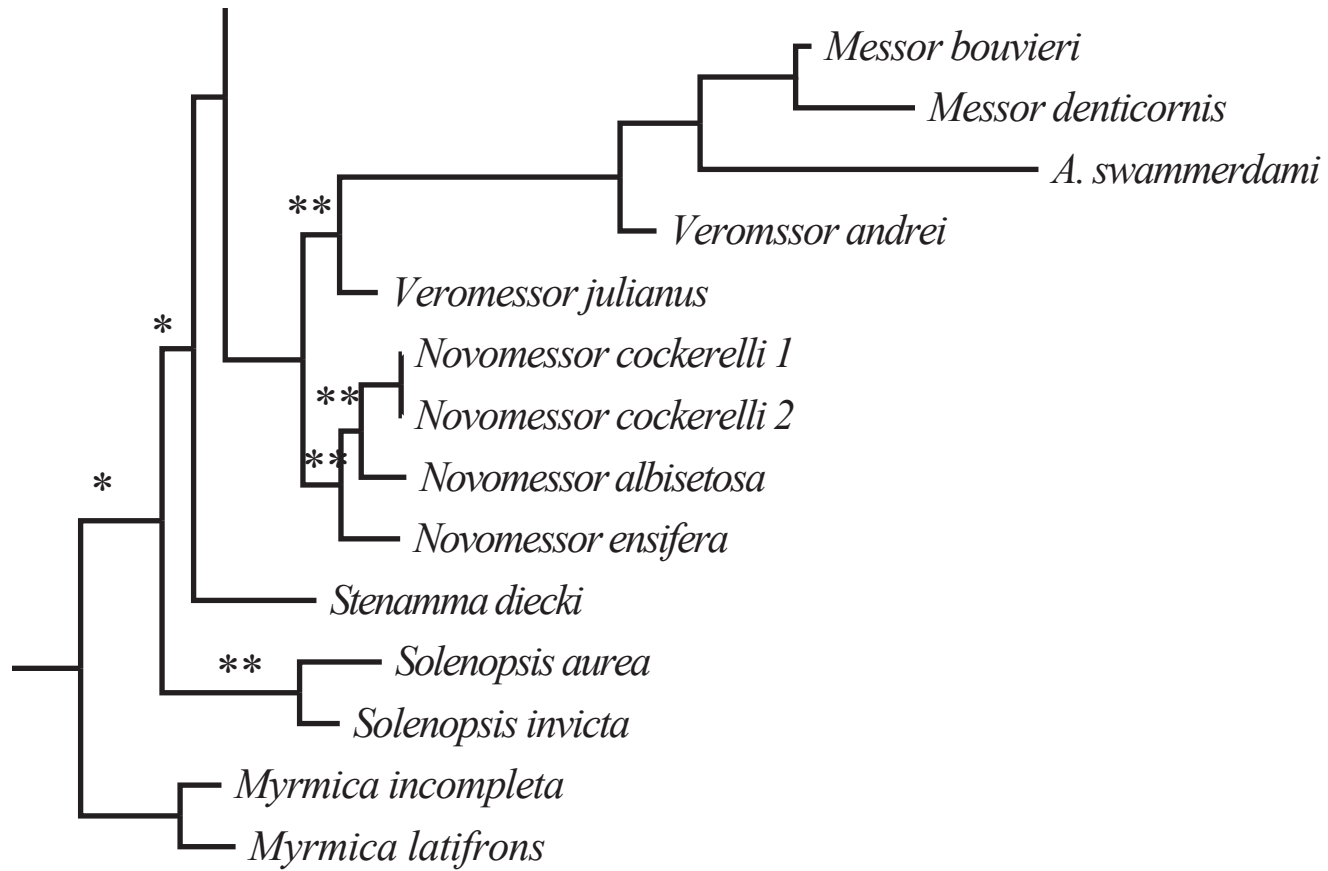 Messor bouvieri
Messor denticornis
A. swammerdami
**
Veromssor andrei
Veromessor julianus
*
Novomessor cockerelli 1
**
Novomessor cockerelli 2
**
Novomessor albisetosa
*
Novomessor ensifera
Stenamma diecki
**
Solenopsis aurea
Solenopsis invicta
Myrmica incompleta
Myrmica latifrons